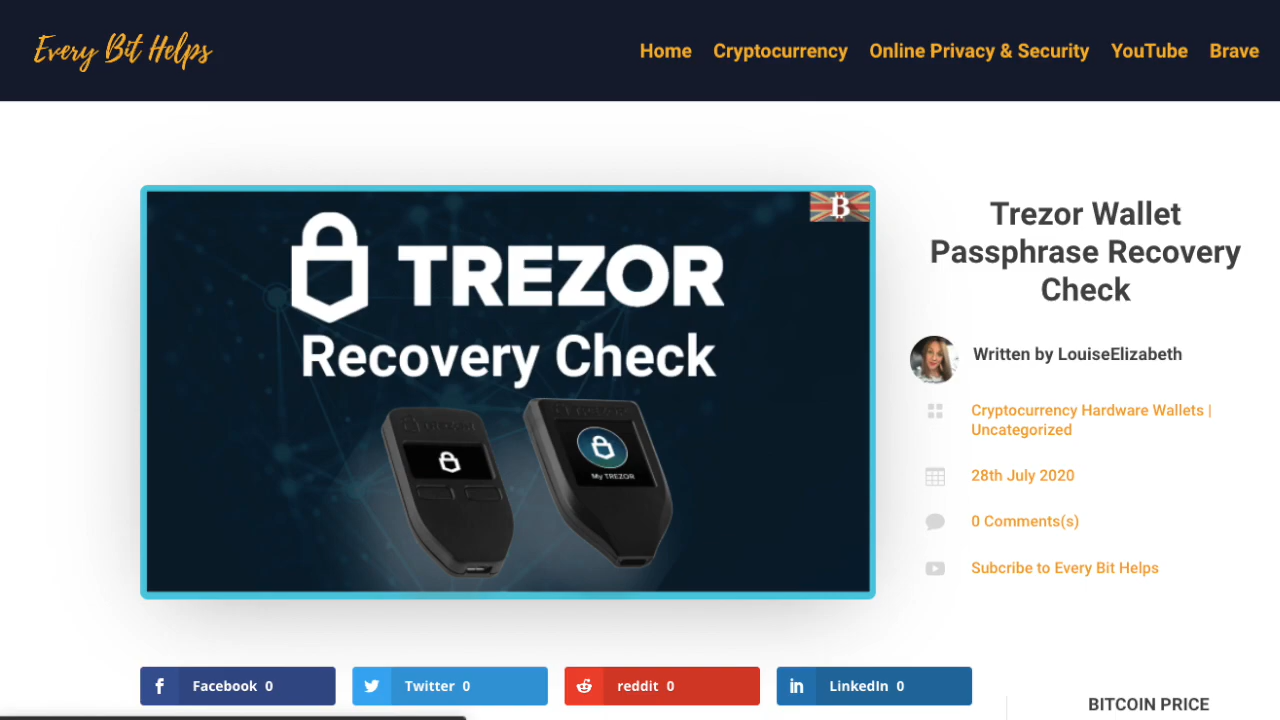 Every Bit Helps
Home Cryptocurrency Online Privacy & Security YouTube Brave
TREZOR
Recovery Check
My TREZOR
Trezor Wallet
Passphrase Recovery
Check
Written by LouiseElizabeth
Cryptocurrency Hardware Wallets |
Uncategorized
28th July 2020
0 Comments(s)
Subcribe to Every Bit Helps
Facebook 0
Twitter 0
reddit 0
LinkedIn 0
BITCOIN PRICE